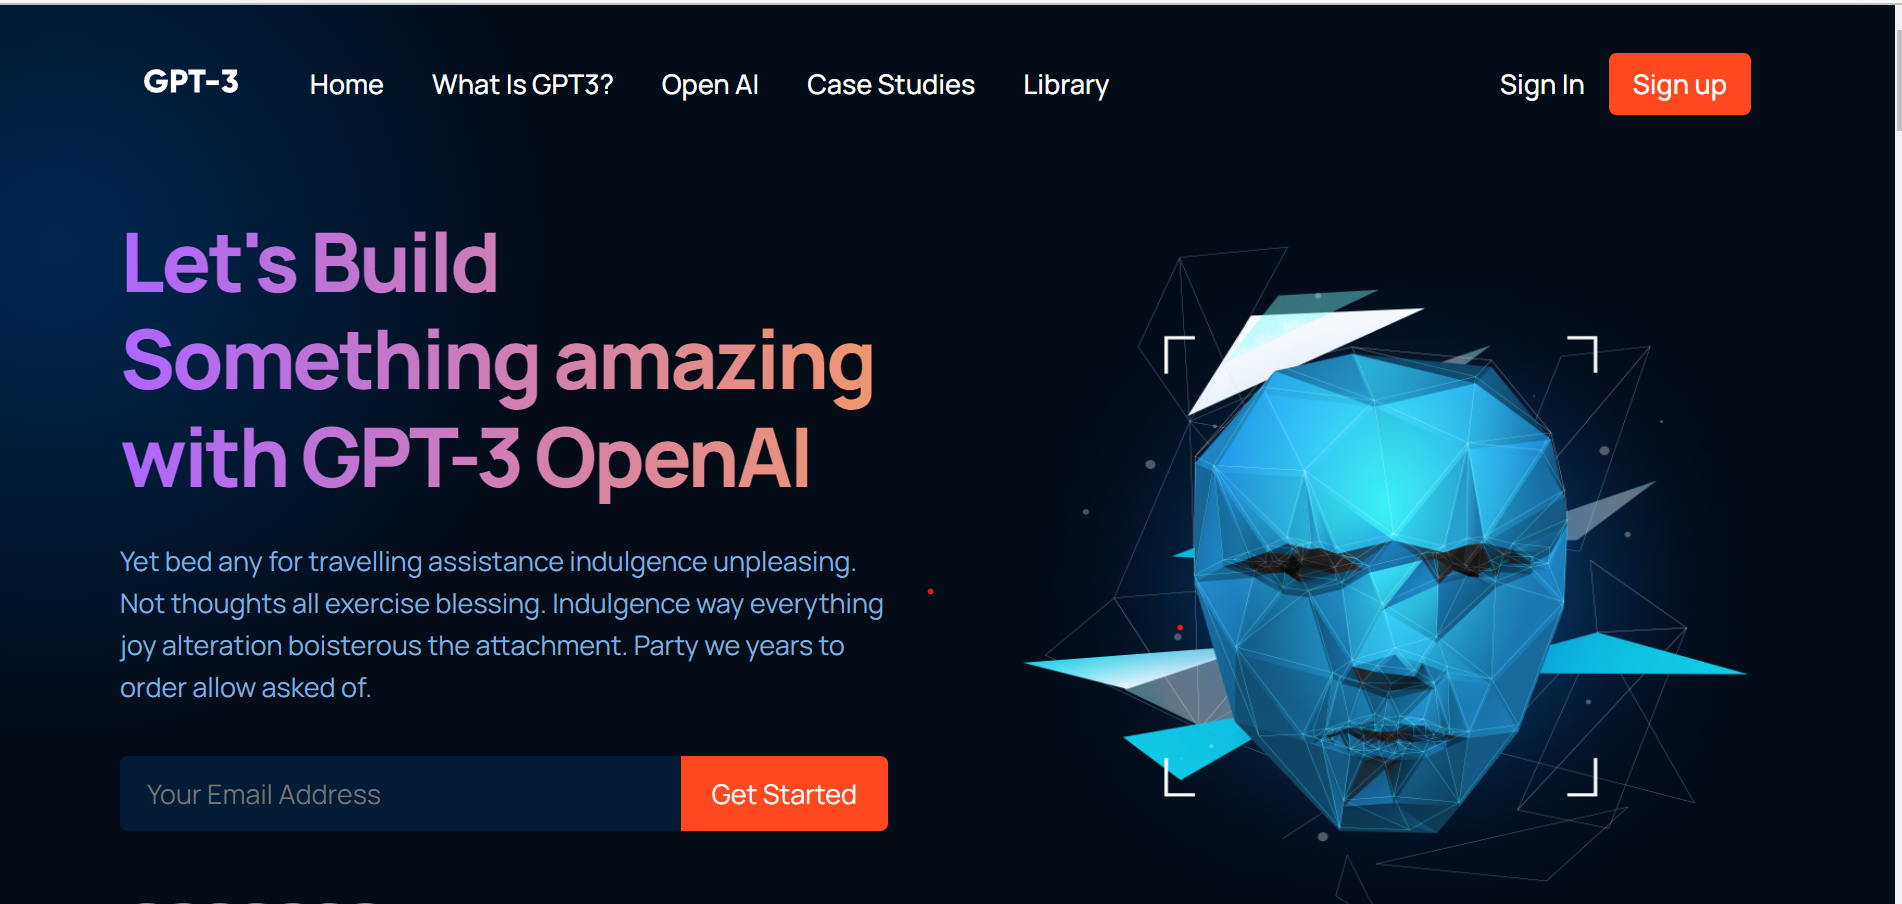 GPT-3
Home
What Is GPT3?
Open AI
Case Studies
Library
Sign In
Sign up
Let's Build
Something amazing
with GPT-3 OpenAI
Yet bed any for travelling assistance indulgence unpleasing.
Not thoughts all exercise blessing. Indulgence way everything
joy alteration boisterous the attachment. Party we years to
order allow asked of.
Your Email Address
Get Started